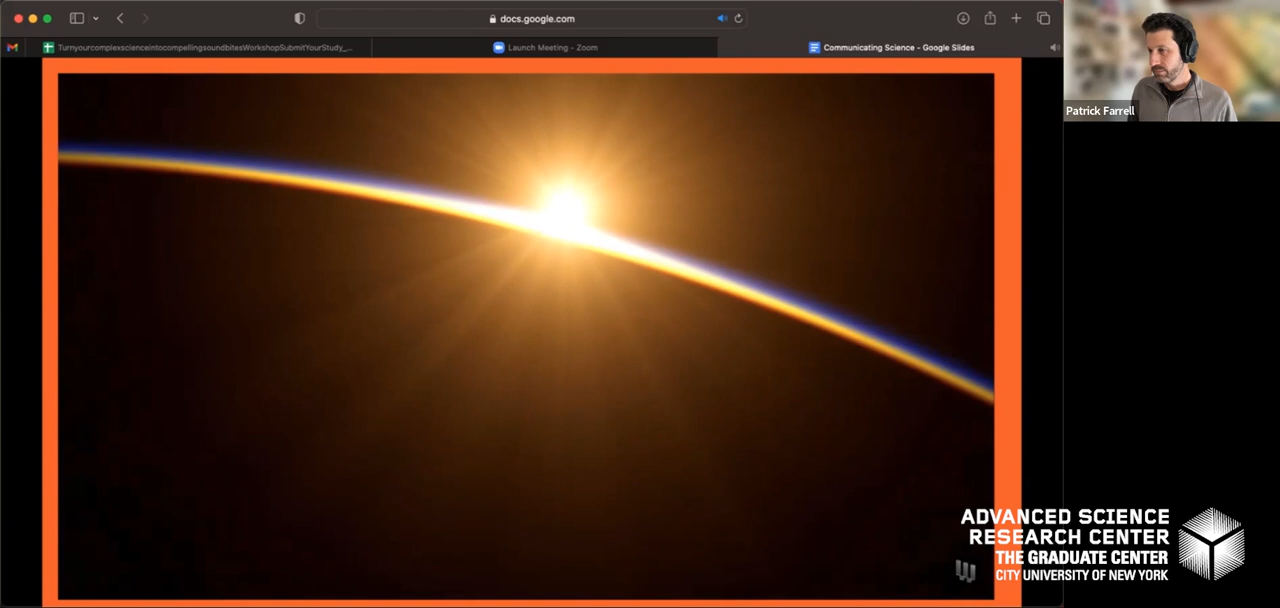 docs.google.com
TurnyourcomplexscienceintocompellingsoundbitesWorkshopSubmitYourStudy_...
Launch Meeting - Zoom
Communicating Science - Google Slides
Patrick Farrell
ADVANCED SCIENCE
RESEARCH CENTER
THE GRADUATE CENTER
CITY UNIVERSITY OF NEW YORK